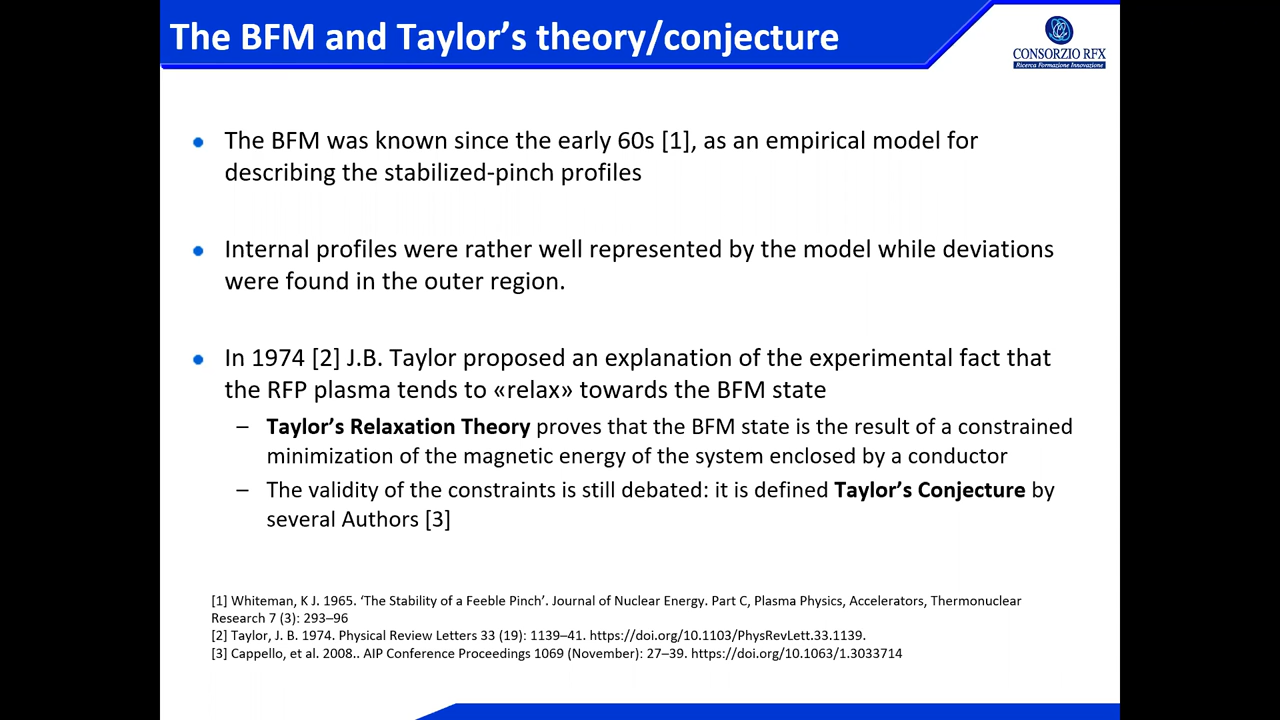 The BFM and Taylor's theory/conjecture
CONSORZIO RFX
Ricerca Formazione Innovazione
• The BFM was known since the early 60s [1], as an empirical model for
describing the stabilized-pinch profiles
• Internal profiles were rather well represented by the model while deviations
were found in the outer region.
• In 1974 [2] J.B. Taylor proposed an explanation of the experimental fact that
the RFP plasma tends to «relax» towards the BFM state
– Taylor's Relaxation Theory proves that the BFM state is the result of a constrained
minimization of the magnetic energy of the system enclosed by a conductor
– The validity of the constraints is still debated: it is defined Taylor's Conjecture by
several Authors [3]
[1] Whiteman, K J. 1965. ‘The Stability of a Feeble Pinch’. Journal of Nuclear Energy. Part C, Plasma Physics, Accelerators, Thermonuclear
Research 7 (3): 293–96
[2] Taylor, J. B. 1974. Physical Review Letters 33 (19): 1139–41. https://doi.org/10.1103/PhysRevLett.33.1139.
[3] Cappello, et al. 2008.. AIP Conference Proceedings 1069 (November): 27–39. https://doi.org/10.1063/1.3033714